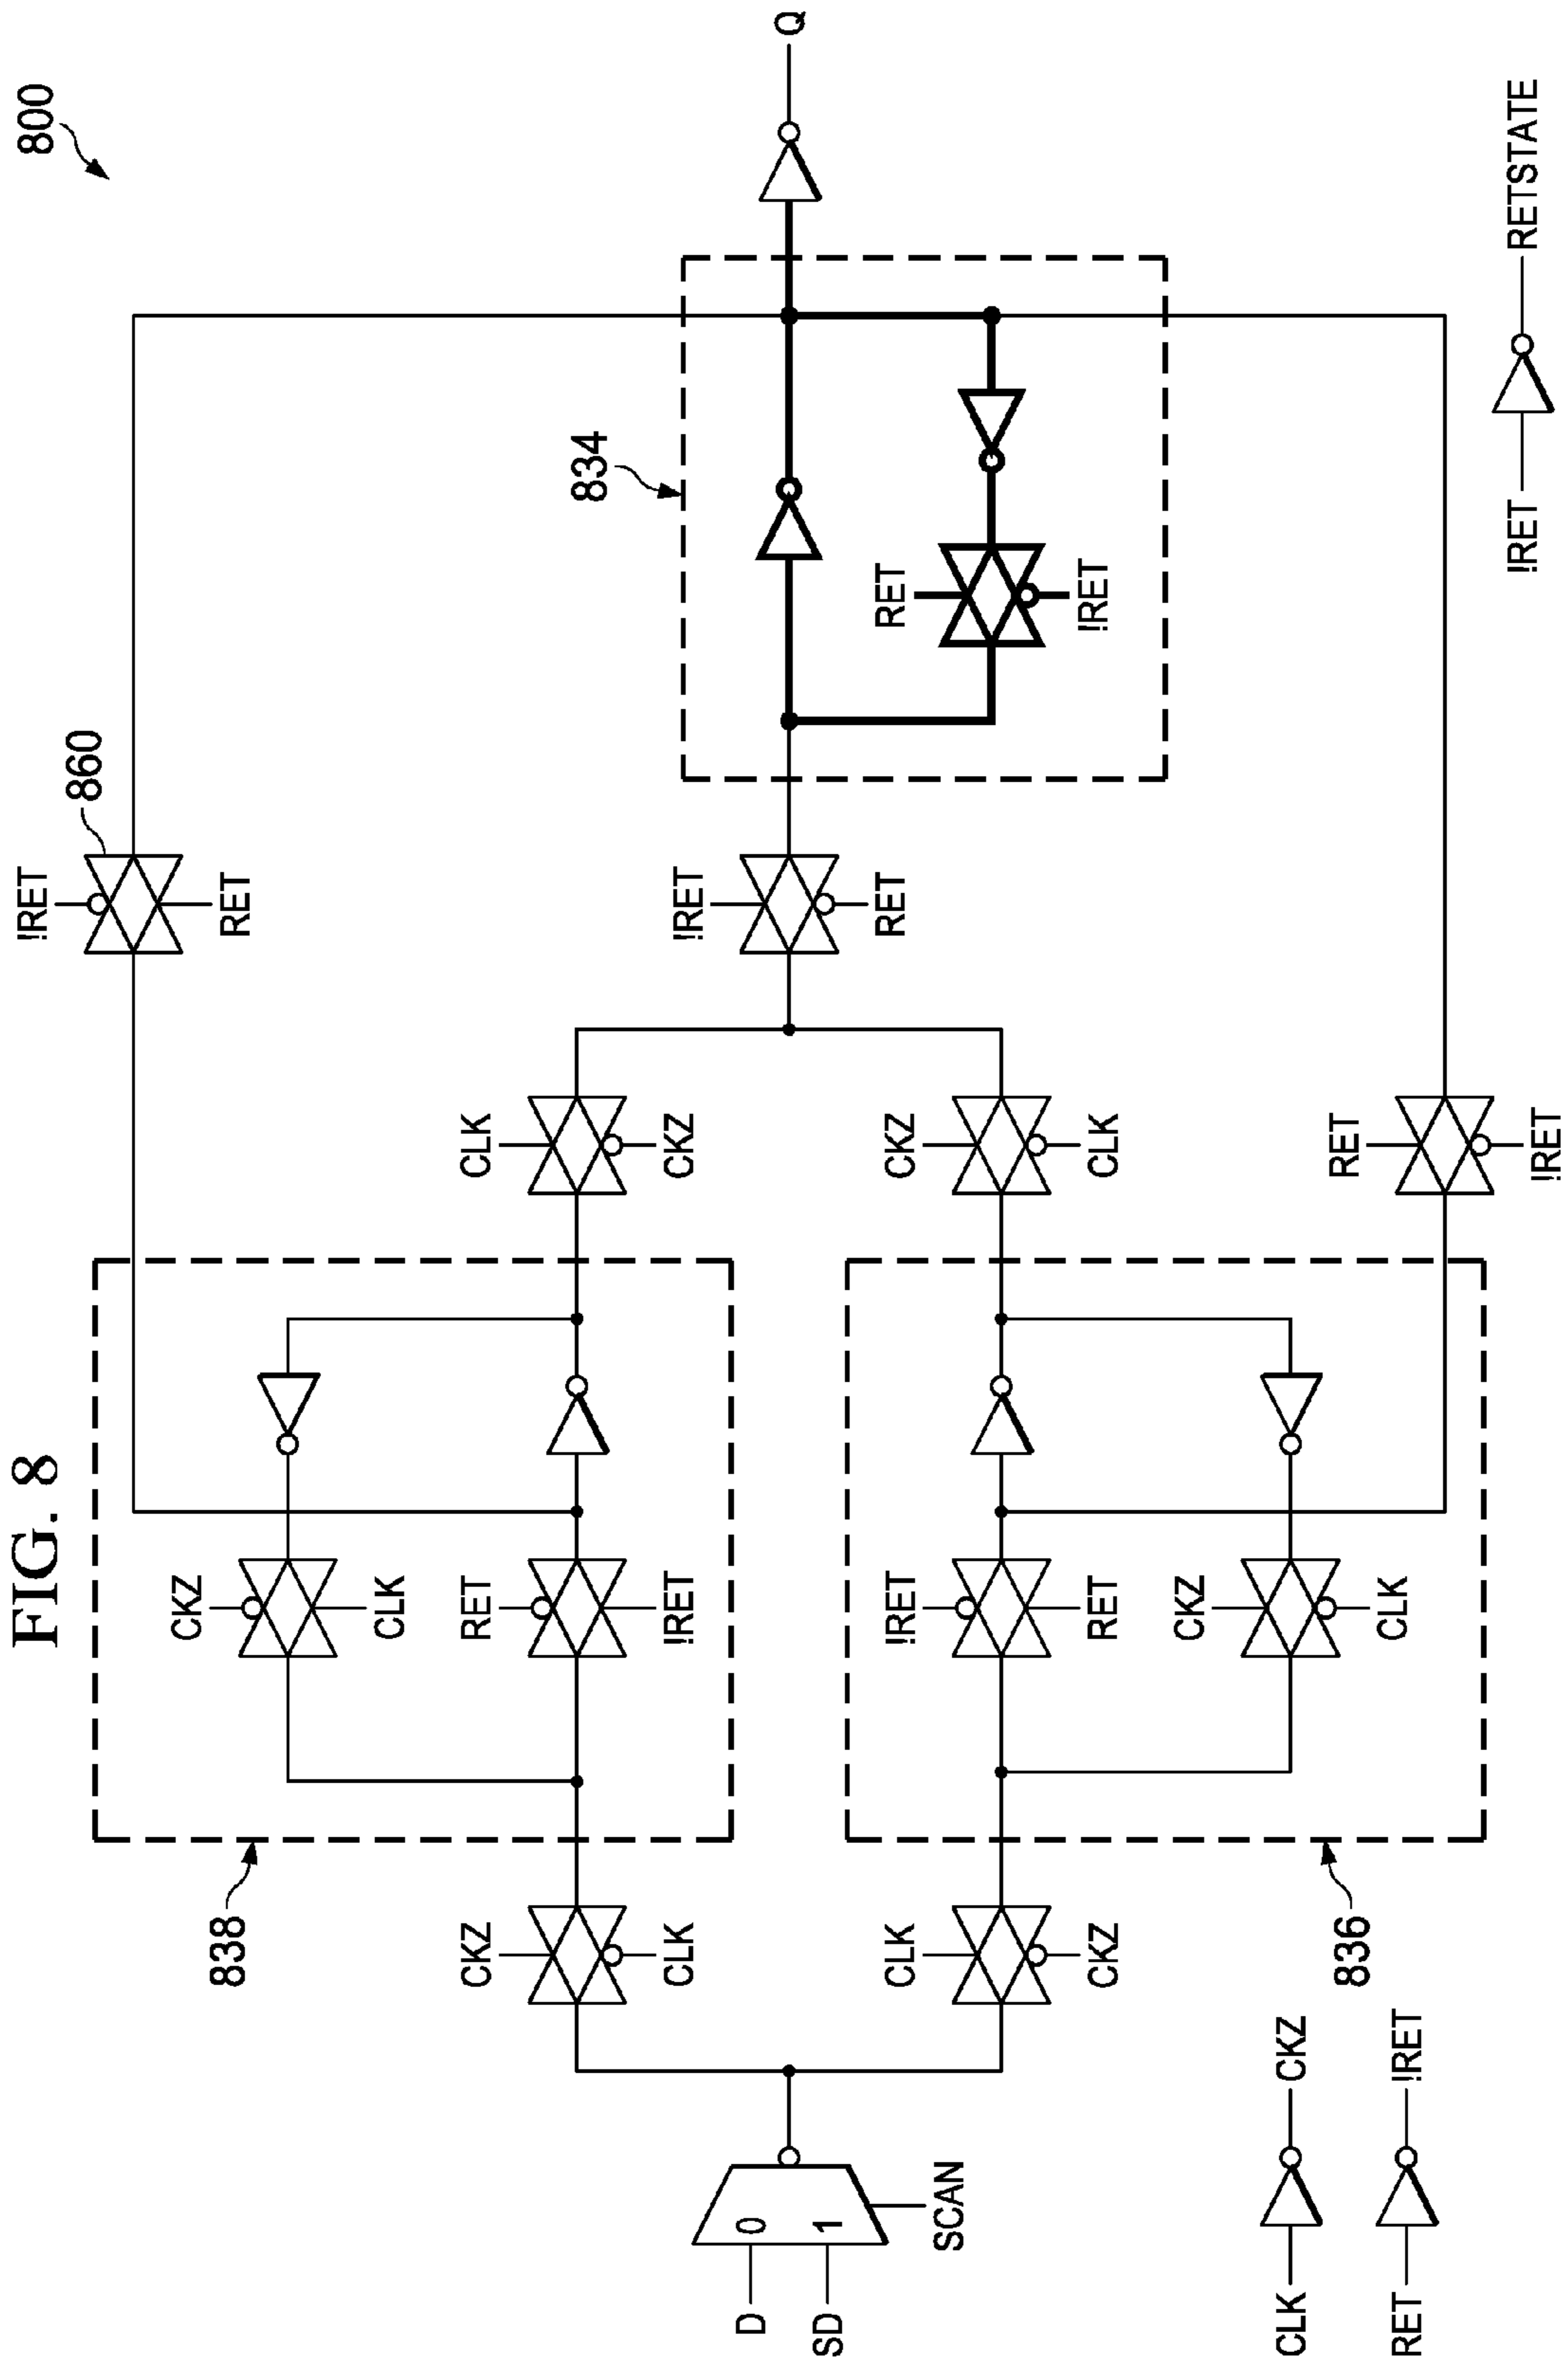 FIG. 8
800
!RET
860
RET
CKZ
838
CLK
CKZ
RET
CLK
834
CLK
!RET
CKZ
!RET
D
0
Q
SD
1
RET
RET
CLK
!RET
CKZ
SCAN
!RET
CKZ
RET
CLK
CKZ
CLK
CKZ
RET
836
CLK
RET
!RET
!RET
RETSTATE
!RET